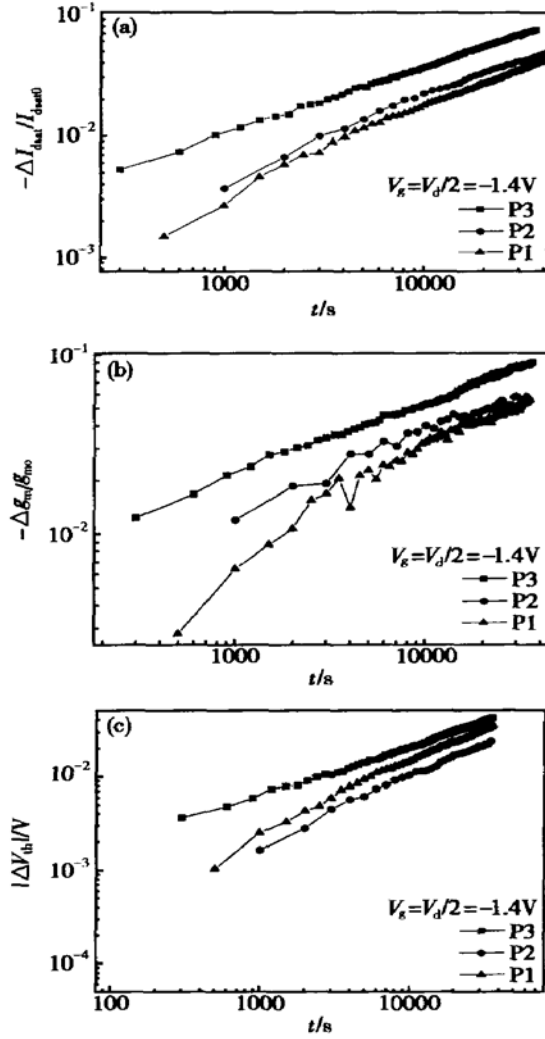 (a)
10⁻¹
10⁻²
10⁻³
−ΔI_dsat/I_dsat0
V_g=V_d/2=−1.4V
P3
P2
P1
1000
10000
t/s
(b)
10⁻¹
10⁻²
−Δg_m/g_mo
V_g=V_d/2=−1.4V
P3
P2
P1
1000
10000
t/s
(c)
10⁻²
10⁻³
10⁻⁴
|ΔV_th|/V
V_g=V_d/2=−1.4V
P3
P2
P1
100
1000
10000
t/s